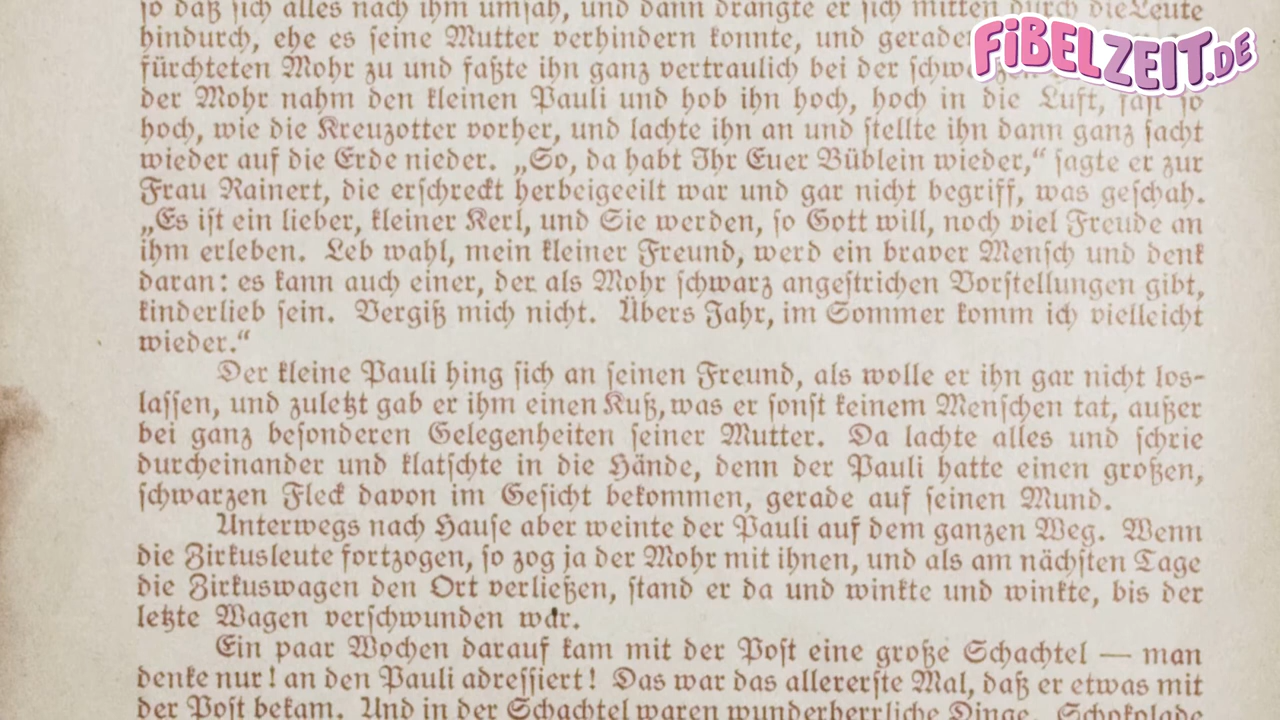 so daß sich alles nach ihm umsah, und dann drängte er sich mitten durch die Leute
hindurch, ehe es seine Mutter verhindern konnte, und
fürchteten Mohr zu und faßte ihn ganz vertraulich bei der
der Mohr nahm den kleinen Pauli und hob ihn hoch, hoch in die Luft, fast so
hoch, wie die Kreuzotter vorher, und lachte ihn an und stellte ihn dann ganz sacht
wieder auf die Erde nieder. „So, da habt Ihr Euer Büblein wieder,“ sagte er zur
Frau Rainert, die erschreckt herbeigeeilt war und gar nicht begriff, was geschah.
„Es ist ein lieber, kleiner Kerl, und Sie werden, so Gott will, noch viel Freude an
ihm erleben. Leb wahl, mein kleiner Freund, werd ein braver Mensch und denk
daran: es kann auch einer, der als Mohr schwarz angestrichen Vorstellungen gibt,
kinderlieb sein. Vergiß mich nicht. Übers Jahr, im Sommer komm ich vielleicht
wieder.“
Der kleine Pauli hing sich an seinen Freund, als wolle er ihn gar nicht los-
lassen, und zuletzt gab er ihm einen Kuß, was er sonst keinem Menschen tat, außer
bei ganz besonderen Gelegenheiten seiner Mutter. Da lachte alles und schrie
durcheinander und klatschte in die Hände, denn der Pauli hatte einen großen,
schwarzen Fleck davon im Gesicht bekommen, gerade auf seinen Mund.
Unterwegs nach Hause aber weinte der Pauli auf dem ganzen Weg. Wenn
die Zirkusleute fortzogen, so zog ja der Mohr mit ihnen, und als am nächsten Tage
die Zirkuswagen den Ort verließen, stand er da und winkte und winkte, bis der
letzte Wagen verschwunden war.
Ein paar Wochen darauf kam mit der Post eine große Schachtel — man
denke nur! an den Pauli adressiert! Das war das allererste Mal, daß er etwas mit
der Post bekam. Und in der Schachtel waren wunderherrliche Dinge. Schokolade
FIBELZEIT.DE